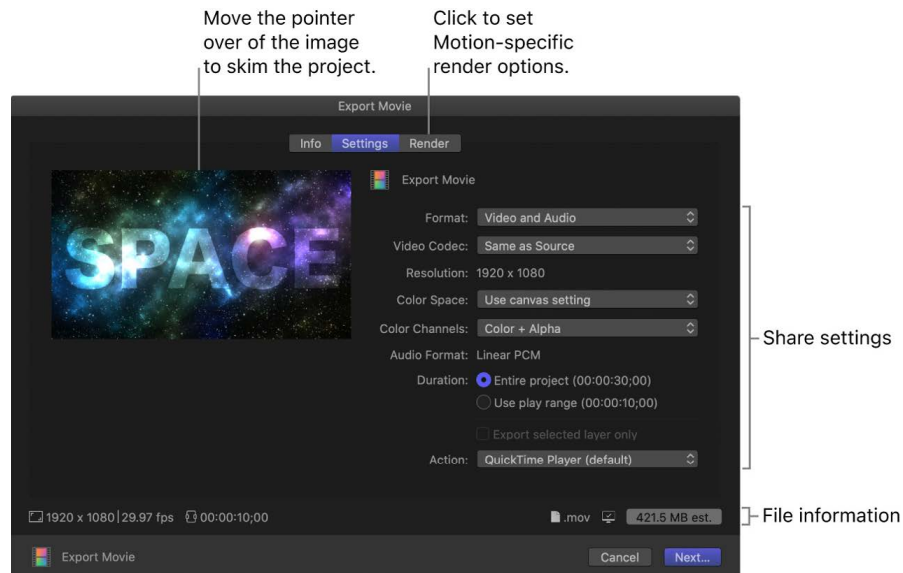 Move the pointer
over of the image
to skim the project.
Click to set
Motion-specific
render options.
Export Movie
Info Settings Render
SPACE
Export Movie
Format: Video and Audio
Video Codec: Same as Source
Resolution: 1920 x 1080
Color Space: Use canvas setting
Color Channels: Color + Alpha
Audio Format: Linear PCM
Duration: Entire project (00:00:30;00)
Use play range (00:00:10;00)
Export selected layer only
Action: QuickTime Player (default)
Share settings
1920 x 1080 | 29.97 fps 00:00:10;00 .mov 421.5 MB est.
File information
Export Movie Cancel Next...